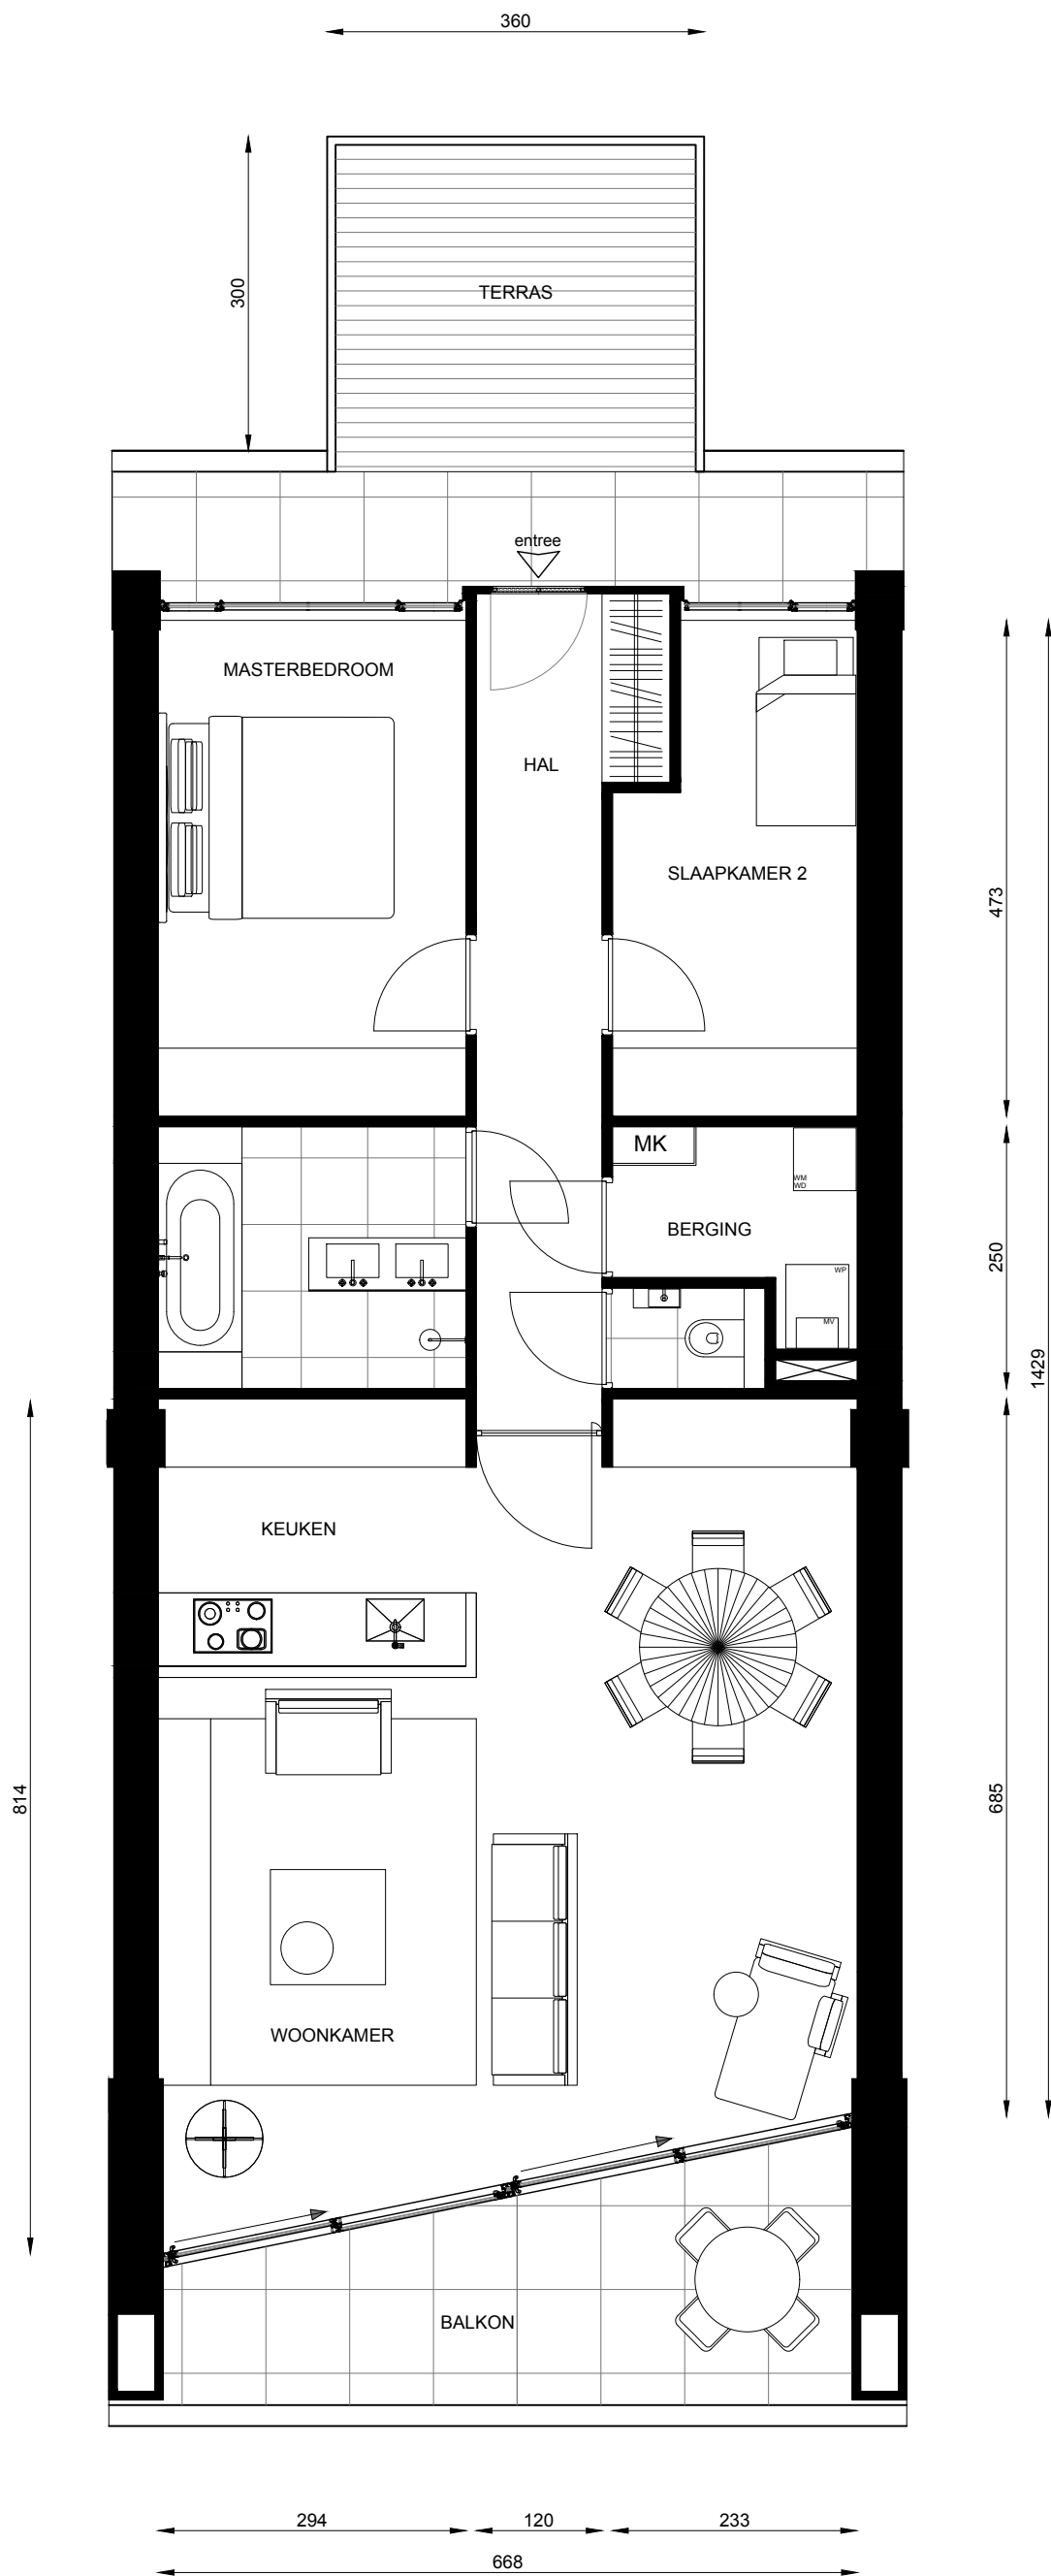 360
300
TERRAS
entree
MASTERBEDROOM
HAL
SLAAPKAMER 2
473
MK
WM
WD
BERGING
250
WP
MV
1429
KEUKEN
814
685
WOONKAMER
BALKON
294
120
233
668